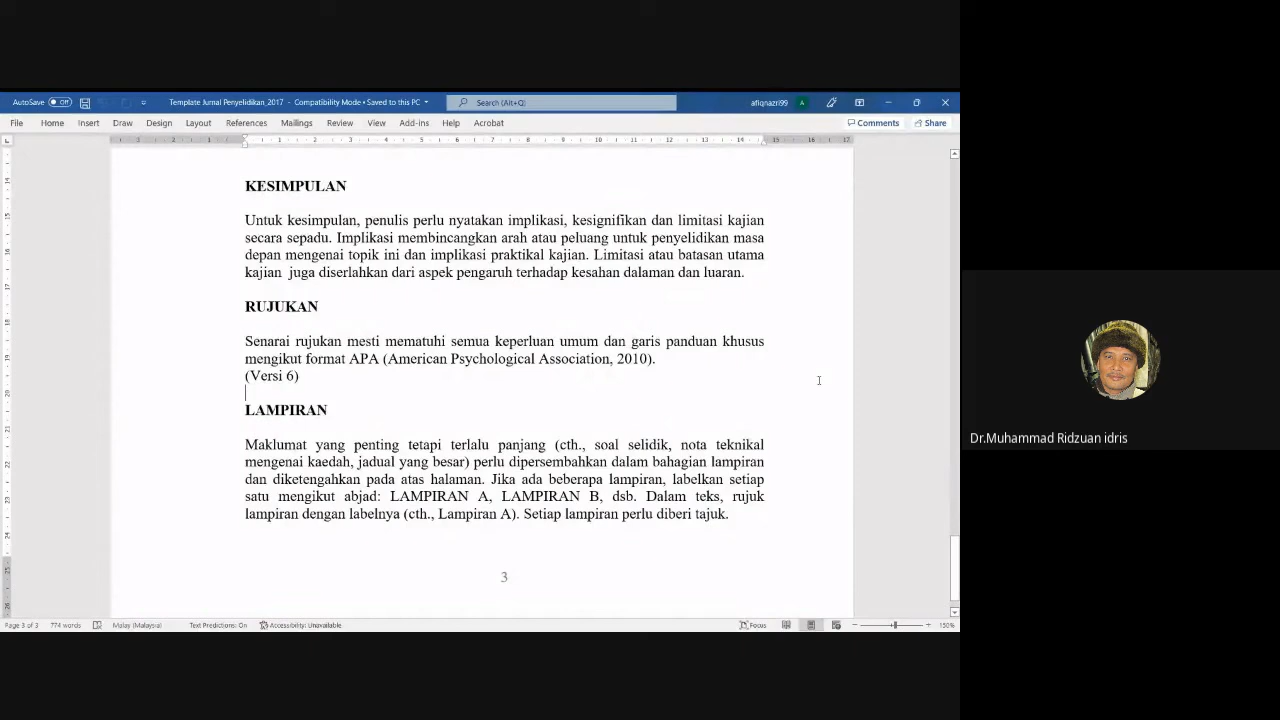 AutoSave Off Template Jurnal Penyelidikan_2017 - Compatibility Mode • Saved to this PC Search (Alt+Q) afiqnazri99 A
File Home Insert Draw Design Layout References Mailings Review View Add-ins Help Acrobat Comments Share
KESIMPULAN
Untuk kesimpulan, penulis perlu nyatakan implikasi, kesignifikan dan limitasi kajian
secara sepadu. Implikasi membincangkan arah atau peluang untuk penyelidikan masa
depan mengenai topik ini dan implikasi praktikal kajian. Limitasi atau batasan utama
kajian juga diserlahkan dari aspek pengaruh terhadap kesahan dalaman dan luaran.
RUJUKAN
Senarai rujukan mesti mematuhi semua keperluan umum dan garis panduan khusus
mengikut format APA (American Psychological Association, 2010).
(Versi 6)
LAMPIRAN
Maklumat yang penting tetapi terlalu panjang (cth., soal selidik, nota teknikal
mengenai kaedah, jadual yang besar) perlu dipersembahkan dalam bahagian lampiran
dan diketengahkan pada atas halaman. Jika ada beberapa lampiran, labelkan setiap
satu mengikut abjad: LAMPIRAN A, LAMPIRAN B, dsb. Dalam teks, rujuk
lampiran dengan labelnya (cth., Lampiran A). Setiap lampiran perlu diberi tajuk.
3
Page 3 of 3 774 words Malay (Malaysia) Text Predictions: On Accessibility: Unavailable Focus 150%
Dr.Muhammad Ridzuan idris